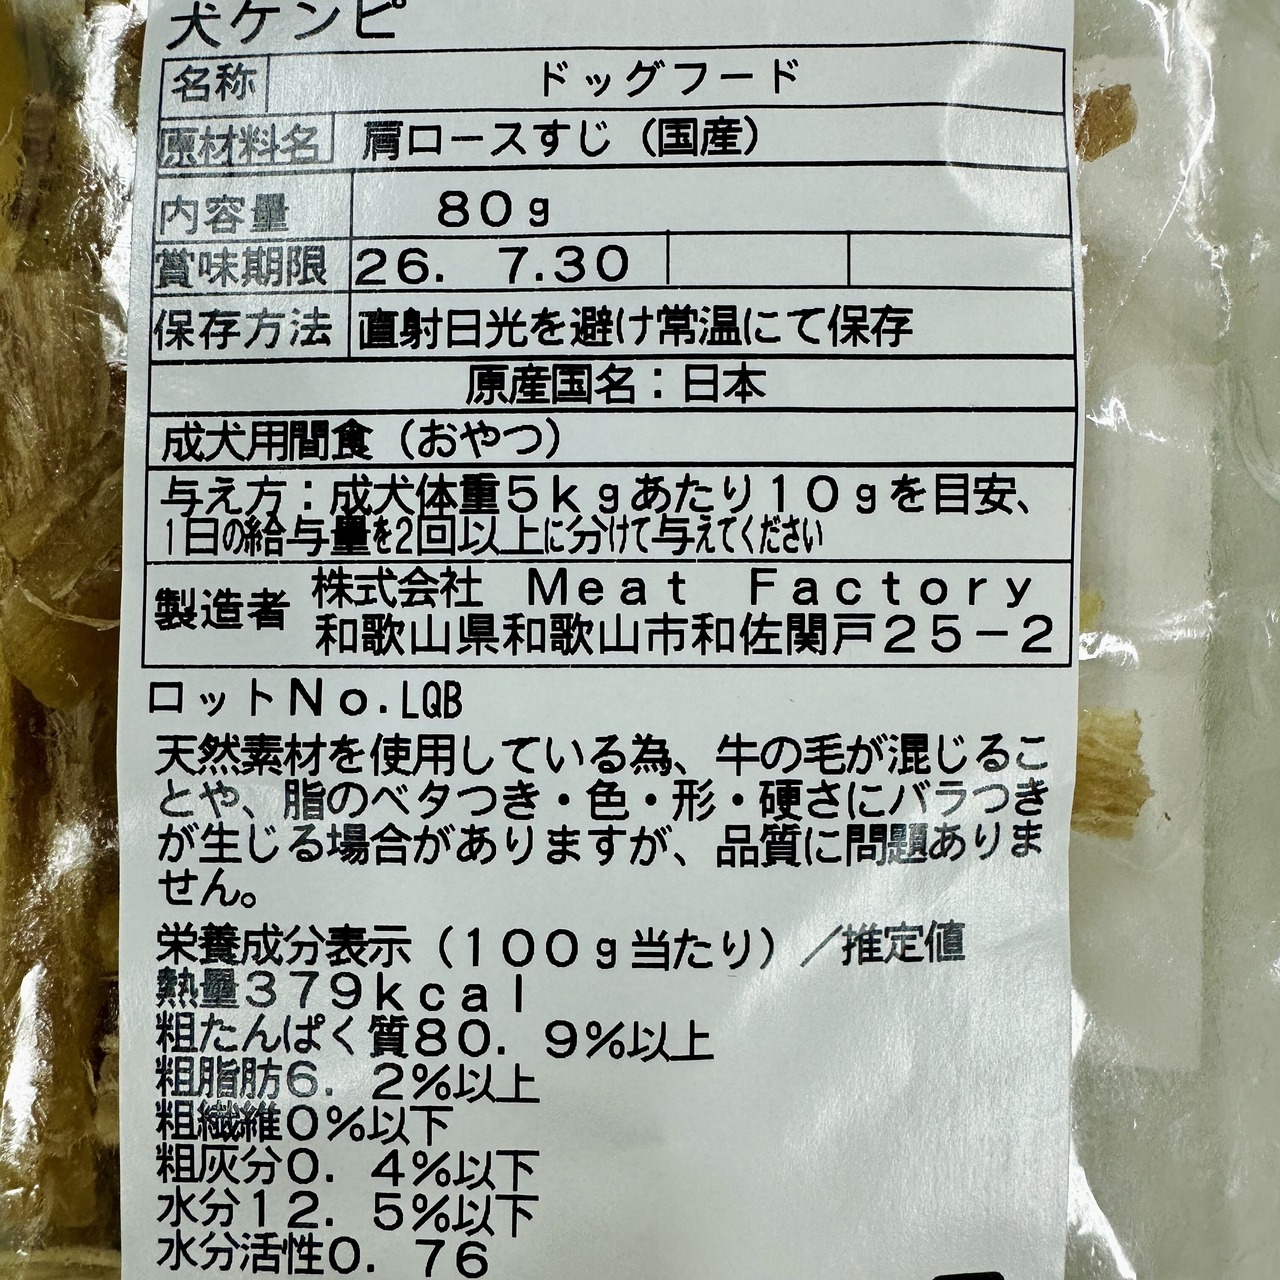 犬ケンピ
名称 ドッグフード
原材料名 肩ロースすじ（国産）
内容量 80g
賞味期限 26. 7.30
保存方法 直射日光を避け常温にて保存
原産国名：日本
成犬用間食（おやつ）
与え方：成犬体重5kgあたり10gを目安、
1日の給与量を2回以上に分けて与えてください
製造者 株式会社 Meat Factory
和歌山県和歌山市和佐関戸25-2
ロットNo.LQB
天然素材を使用している為、牛の毛が混じるこ
とや、脂のベタつき・色・形・硬さにバラつき
が生じる場合がありますが、品質に問題ありま
せん。
栄養成分表示（100g当たり）／推定値
熱量379kcal
粗たんぱく質80．9％以上
粗脂肪6．2％以上
粗繊維0％以下
粗灰分0．4％以下
水分12．5％以下
水分活性0．76